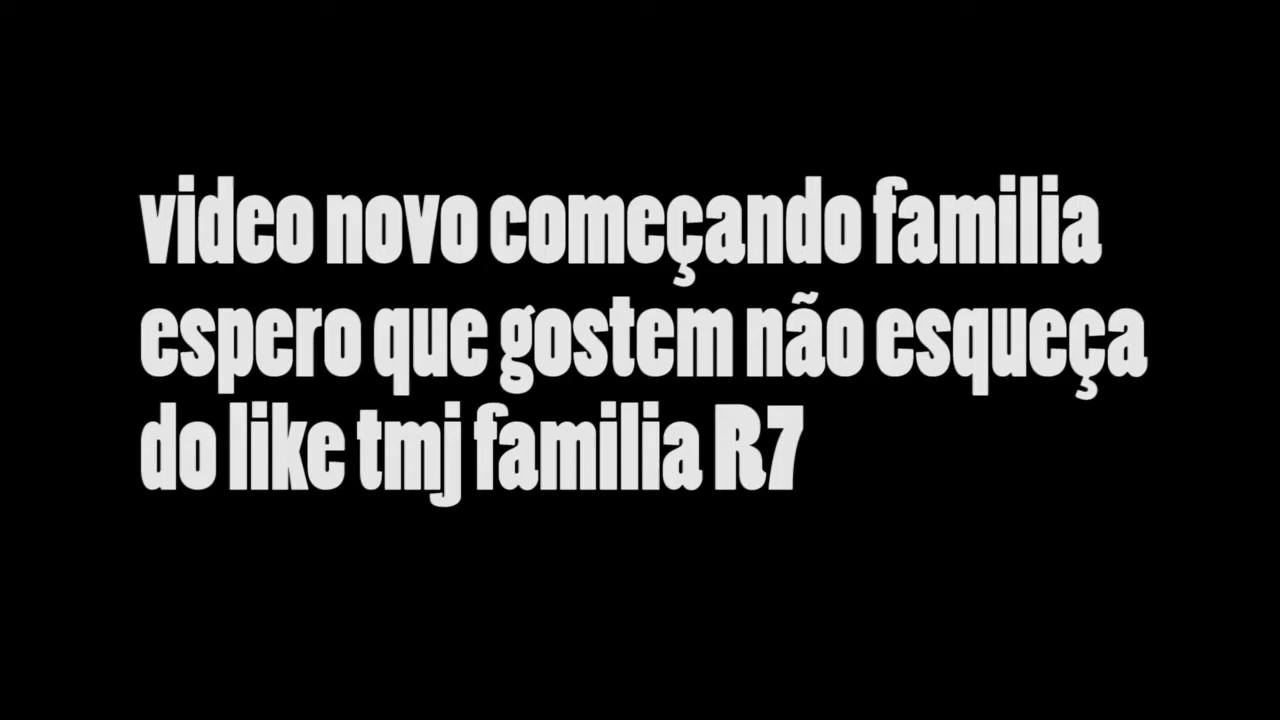 video novo começando familia
espero que gostem não esqueça
do like tmj familia R7